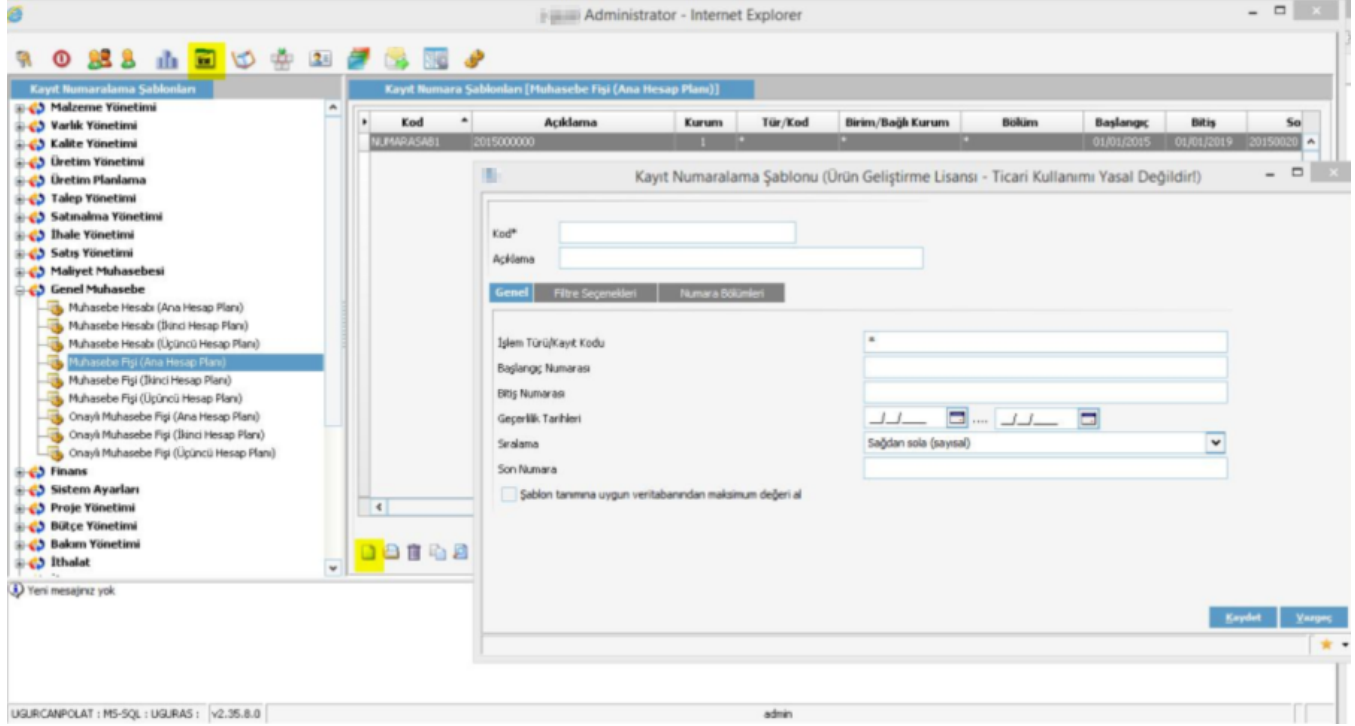 Administrator - Internet Explorer
Kayıt Numaralama Şablonları
Malzeme Yönetimi
Varlık Yönetimi
Kalite Yönetimi
Üretim Yönetimi
Üretim Planlama
Talep Yönetimi
Satınalma Yönetimi
İhale Yönetimi
Satış Yönetimi
Maliyet Muhasebesi
Genel Muhasebe
Muhasebe Hesabı (Ana Hesap Planı)
Muhasebe Hesabı (İkinci Hesap Planı)
Muhasebe Hesabı (Üçüncü Hesap Planı)
Muhasebe Fişi (Ana Hesap Planı)
Muhasebe Fişi (İkinci Hesap Planı)
Muhasebe Fişi (Üçüncü Hesap Planı)
Onaylı Muhasebe Fişi (Ana Hesap Planı)
Onaylı Muhasebe Fişi (İkinci Hesap Planı)
Onaylı Muhasebe Fişi (Üçüncü Hesap Planı)
Finans
Sistem Ayarları
Proje Yönetimi
Bütçe Yönetimi
Bakım Yönetimi
İthalat
Kayıt Numara Şablonları [Muhasebe Fişi (Ana Hesap Planı)]
Kod Açıklama Kurum Tür/Kod Birim/Bağlı Kurum Bölüm Başlangıç Bitiş So
NUMARASAB1 2015000000 1 * * * 01/01/2015 01/01/2019 20150020
Kayıt Numaralama Şablonu (Ürün Geliştirme Lisansı - Ticari Kullanımı Yasal Değildir!)
Kod*
Açıklama
Genel Filtre Seçenekleri Numara Bölümleri
İşlem Türü/Kayıt Kodu *
Başlangıç Numarası
Bitiş Numarası
Geçerlilik Tarihleri __/__/____ .... __/__/____
Sıralama Sağdan sola (sayısal)
Son Numara
Şablon tanımına uygun veritabanından maksimum değeri al
Kaydet Vazgeç
Yeni mesajınız yok
UGURCANPOLAT : MS-SQL : UGURAS : v2.35.8.0 admin